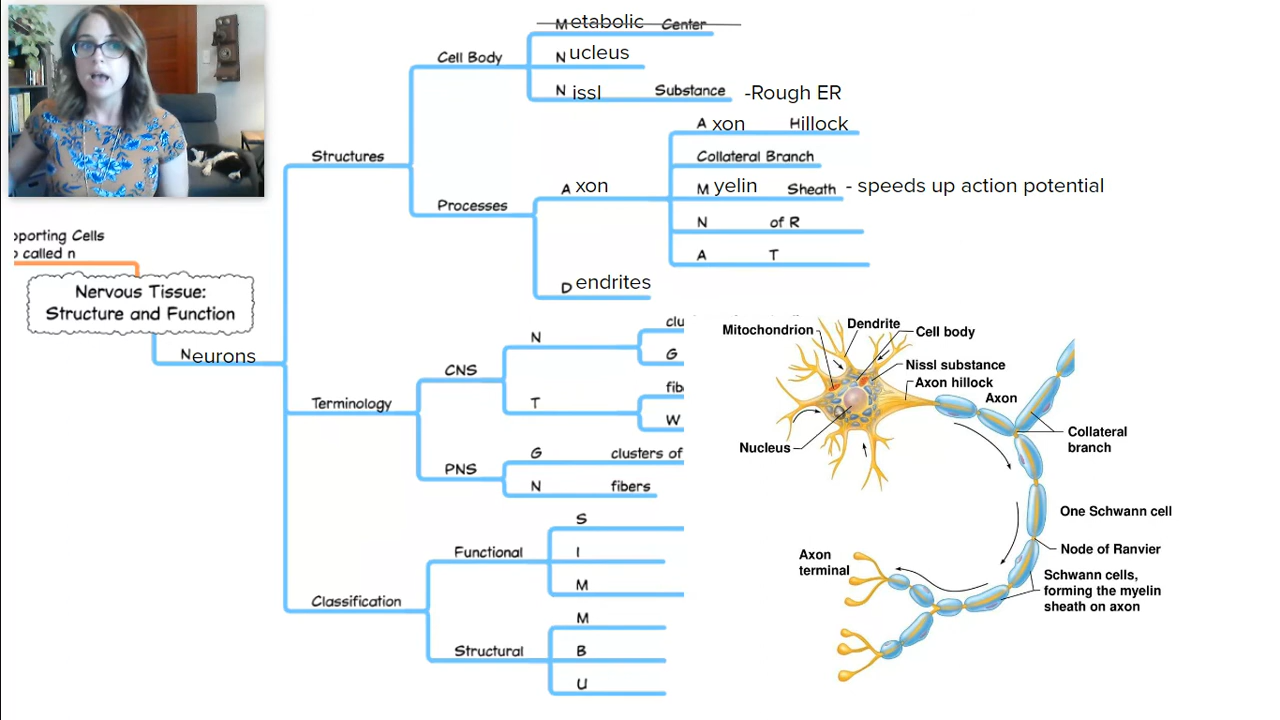 Metabolic Center
Cell Body
Nucleus
Nissl Substance -Rough ER
Axon Hillock
Structures
Collateral Branch
Axon
Myelin Sheath - speeds up action potential
Processes
N of R
A T
Dendrites
pporting Cells
o called n
Nervous Tissue:
Structure and Function
Neurons
CNS
N
clu
G
T
fib
W
Terminology
PNS
G clusters of
N fibers
Functional
S
I
M
Classification
Structural
M
B
U
Mitochondrion
Dendrite
Cell body
Nissl substance
Axon hillock
Axon
Nucleus
Collateral
branch
One Schwann cell
Node of Ranvier
Axon
terminal
Schwann cells,
forming the myelin
sheath on axon